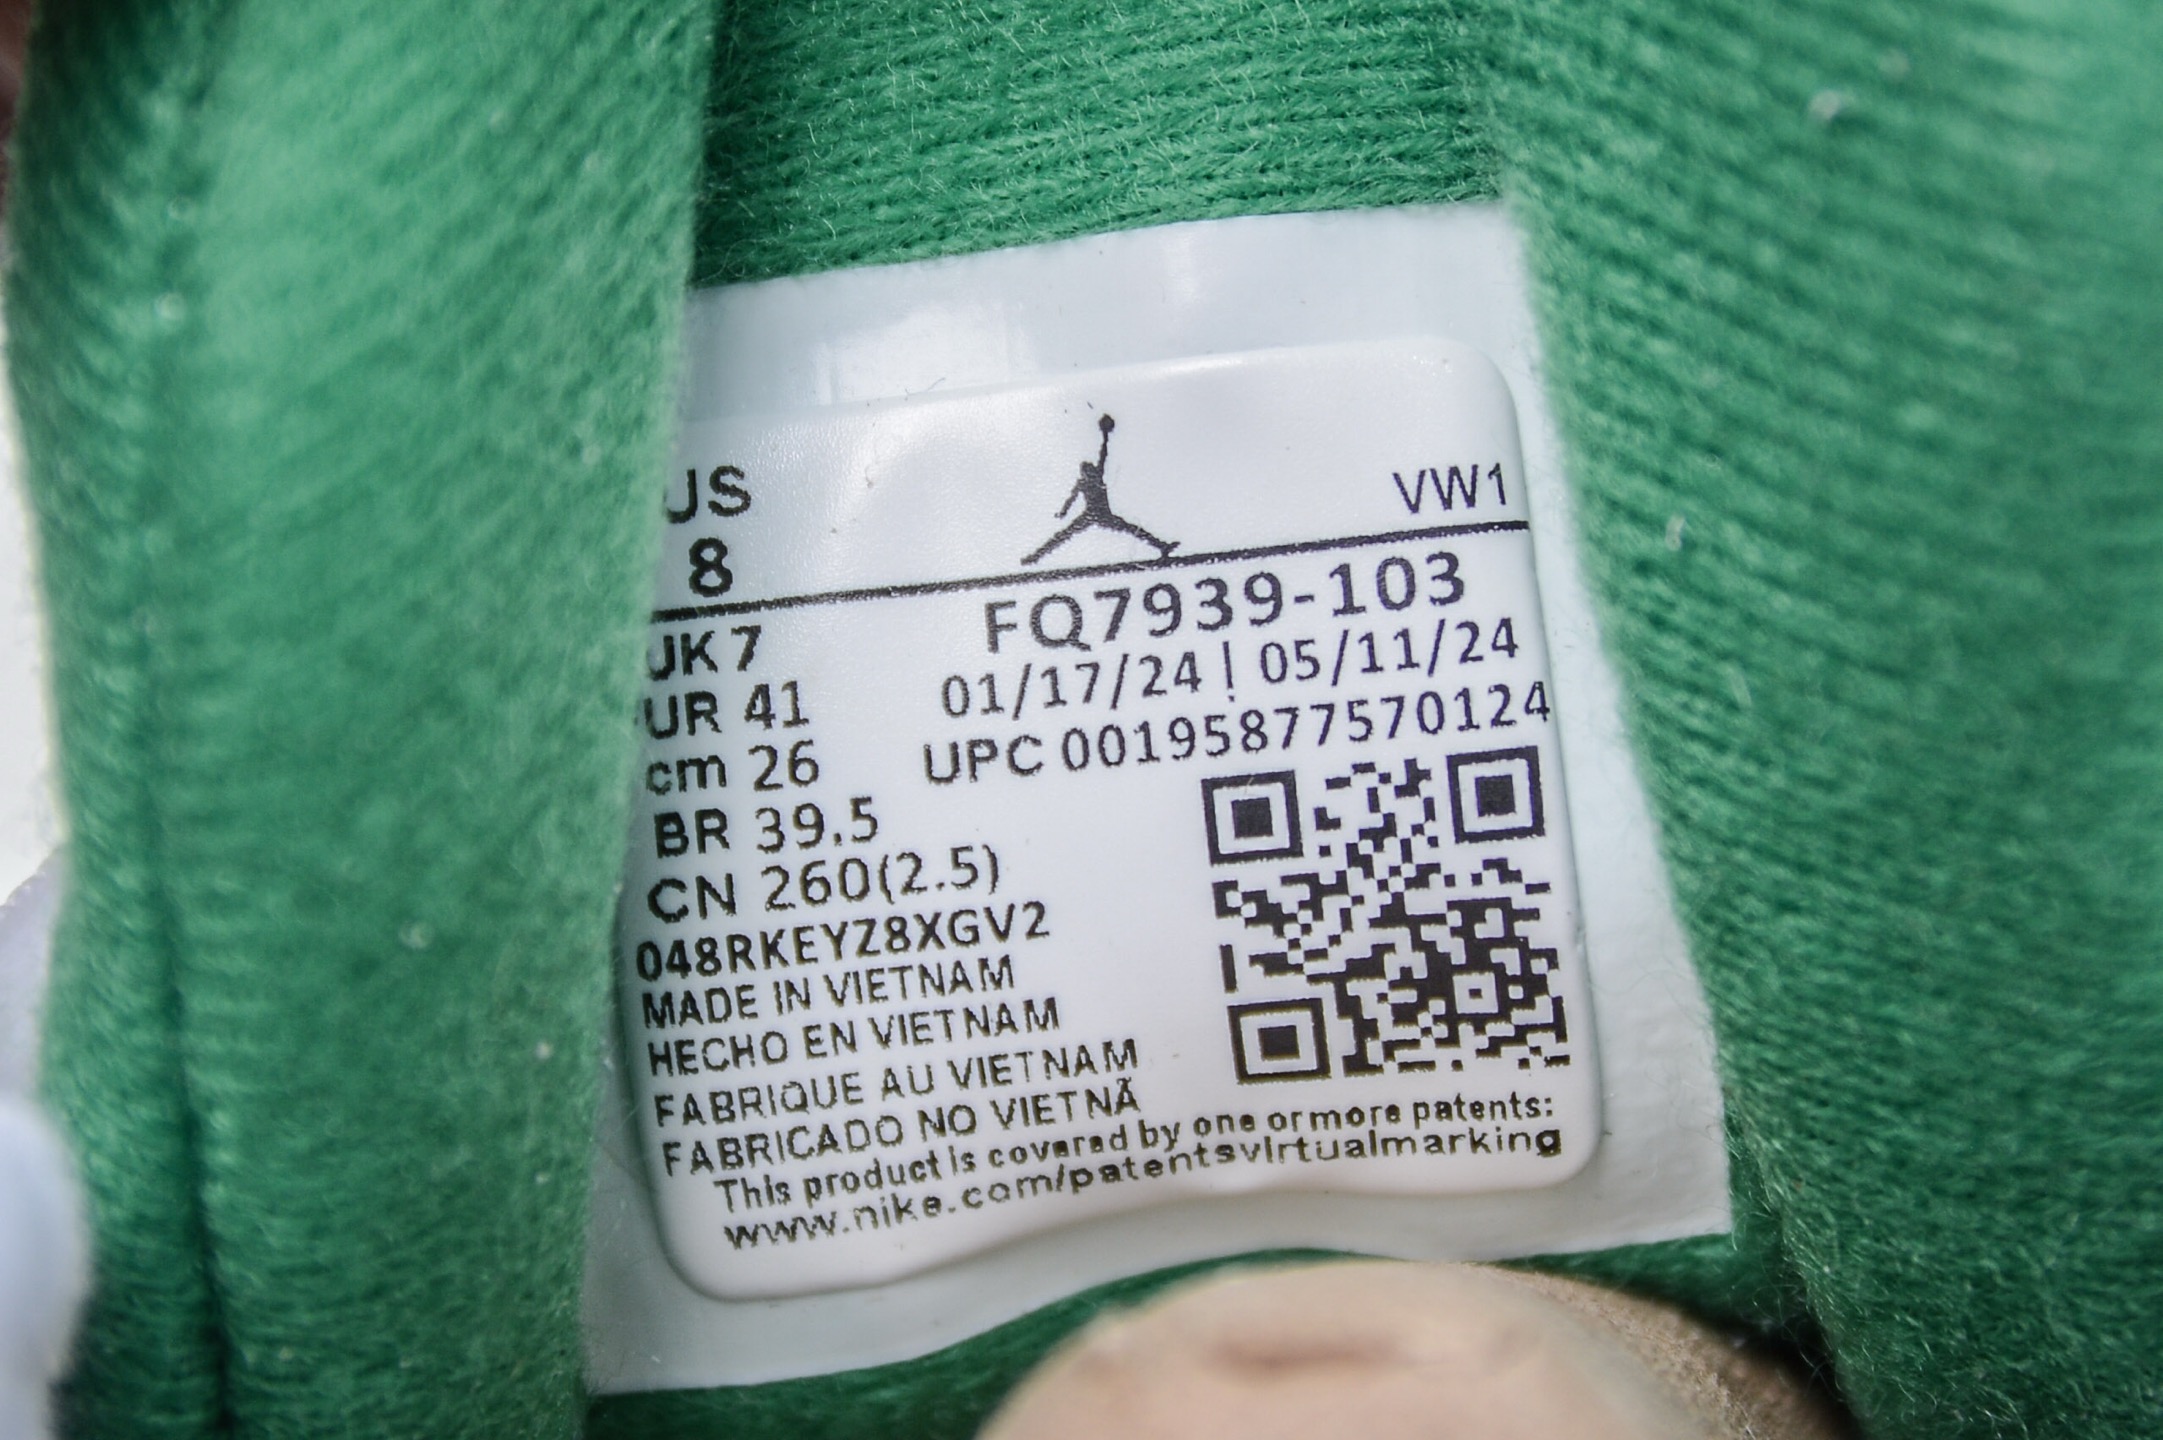 US
8
VW1
FQ7939-103
01/17/24 | 05/11/24
UPC 00195877570124
UK 7
EUR 41
cm 26
BR 39.5
CN 260(2.5)
048RKEYZ8XGV2
MADE IN VIETNAM
HECHO EN VIETNAM
FABRIQUE AU VIETNAM
FABRICADO NO VIETNÃ
This product is covered by one or more patents:
www.nike.com/patentsvirtualmarking